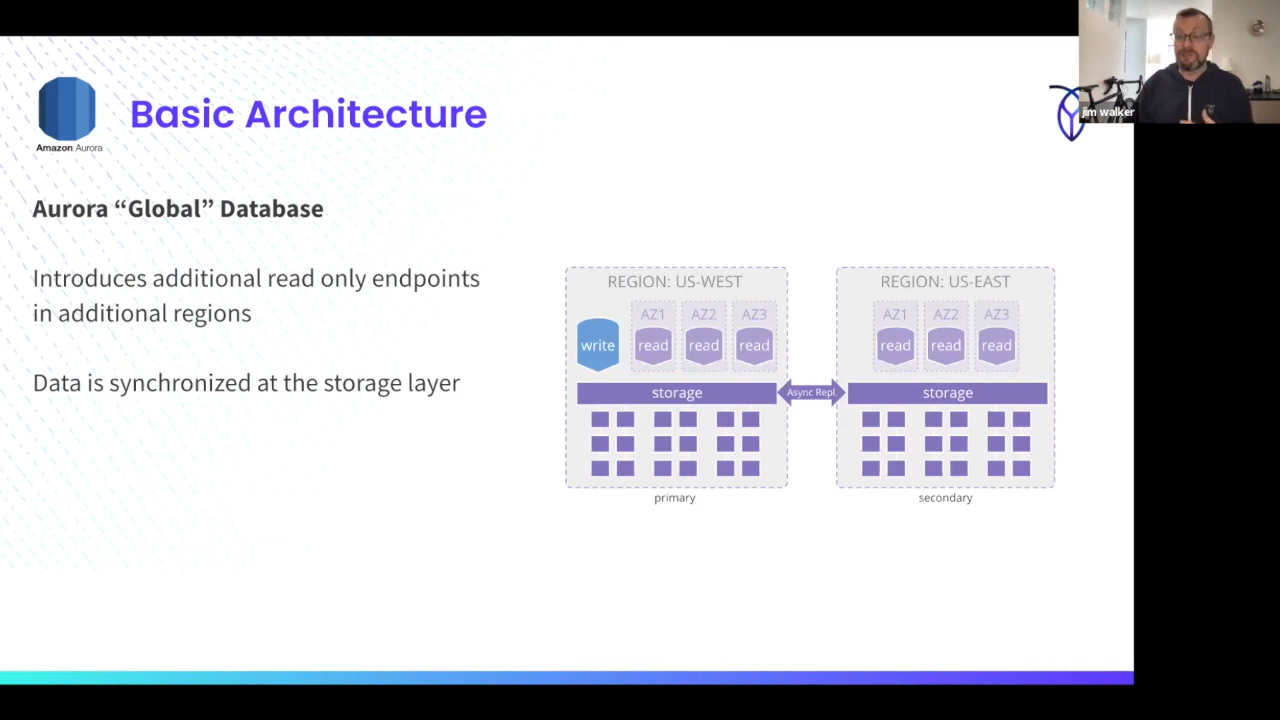 Basic Architecture
Amazon Aurora
jim walker
Aurora “Global” Database
Introduces additional read only endpoints
in additional regions
Data is synchronized at the storage layer
REGION: US-WEST
AZ1 AZ2 AZ3
write read read read
storage
primary
Async Repl.
REGION: US-EAST
AZ1 AZ2 AZ3
read read read
storage
secondary